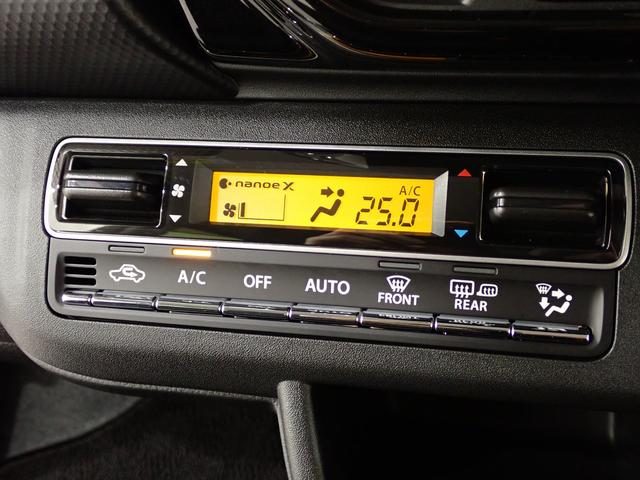 nanoe X
A/C
25.0
A/C
OFF
AUTO
FRONT
REAR